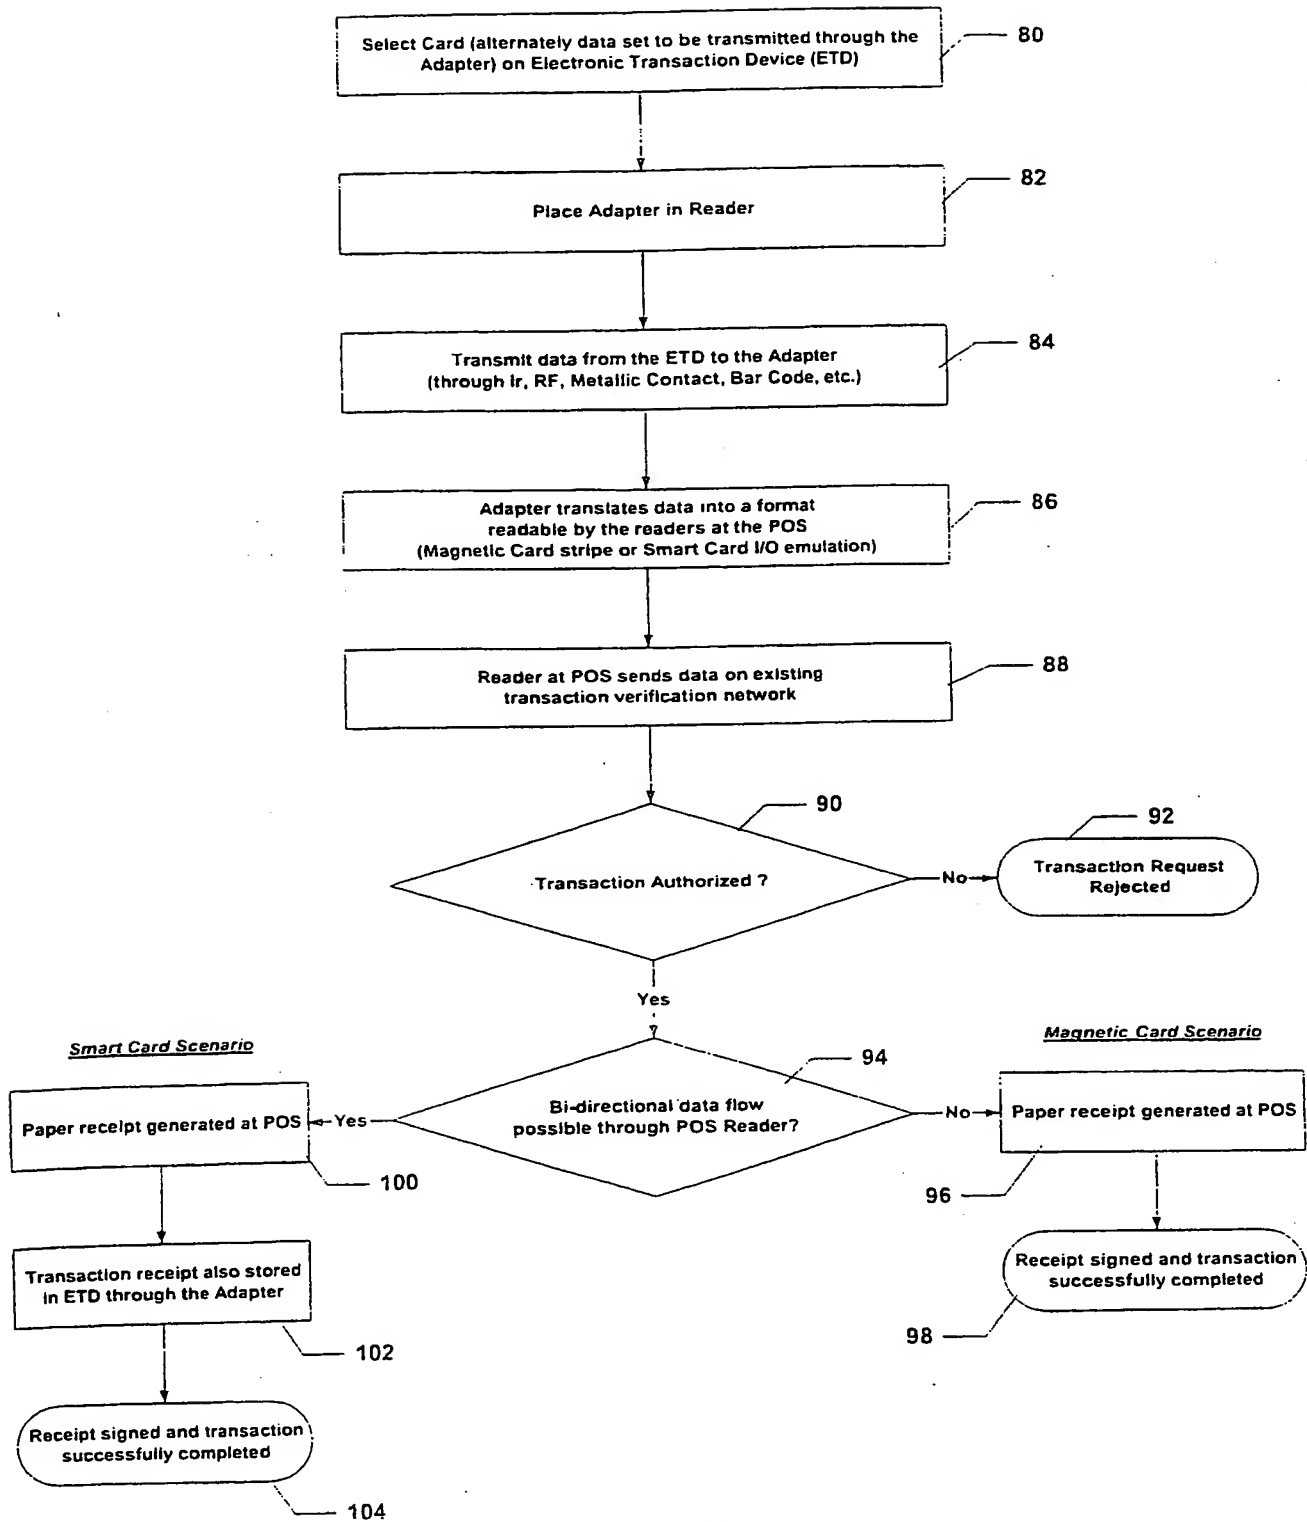 Select Card (alternately data set to be transmitted through the
Adapter) on Electronic Transaction Device (ETD)
80
Place Adapter in Reader
82
Transmit data from the ETD to the Adapter
(through Ir, RF, Metallic Contact, Bar Code, etc.)
84
Adapter translates data into a format
readable by the readers at the POS
(Magnetic Card stripe or Smart Card I/O emulation)
86
Reader at POS sends data on existing
transaction verification network
88
Transaction Authorized ?
90
No
Transaction Request
Rejected
92
Yes
Bi-directional data flow
possible through POS Reader?
94
Yes
No
Smart Card Scenario
Paper receipt generated at POS
100
Transaction receipt also stored
in ETD through the Adapter
102
Receipt signed and transaction
successfully completed
104
Magnetic Card Scenario
Paper receipt generated at POS
96
Receipt signed and transaction
successfully completed
98